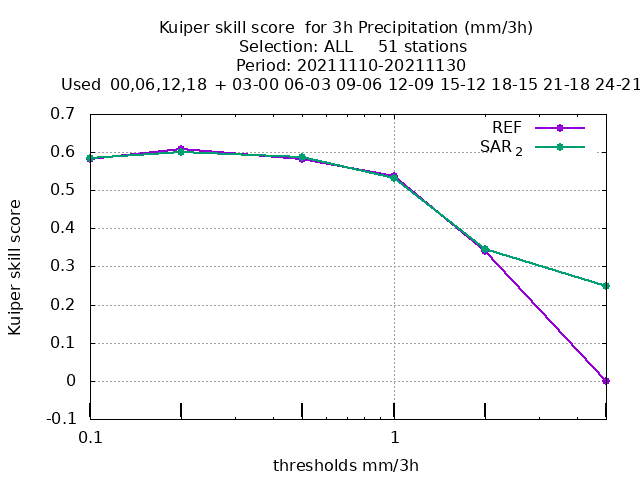 Kuiper skill score  for 3h Precipitation (mm/3h)
Selection: ALL     51 stations
Period: 20211110-20211130
Used  00,06,12,18  + 03-00 06-03 09-06 12-09 15-12 18-15 21-18 24-21
REF
SAR 2
0.7
0.6
0.5
0.4
0.3
0.2
0.1
0
-0.1
Kuiper skill score
0.1 1
thresholds mm/3h